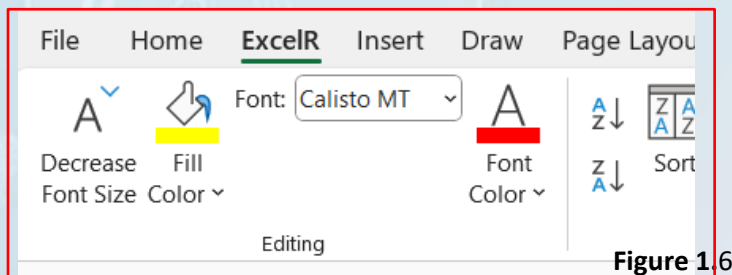 File Home ExcelR Insert Draw Page Layou
Font: Calisto MT
Decrease Fill Font Sort
Font Size Color Color
Editing
Figure 1.6